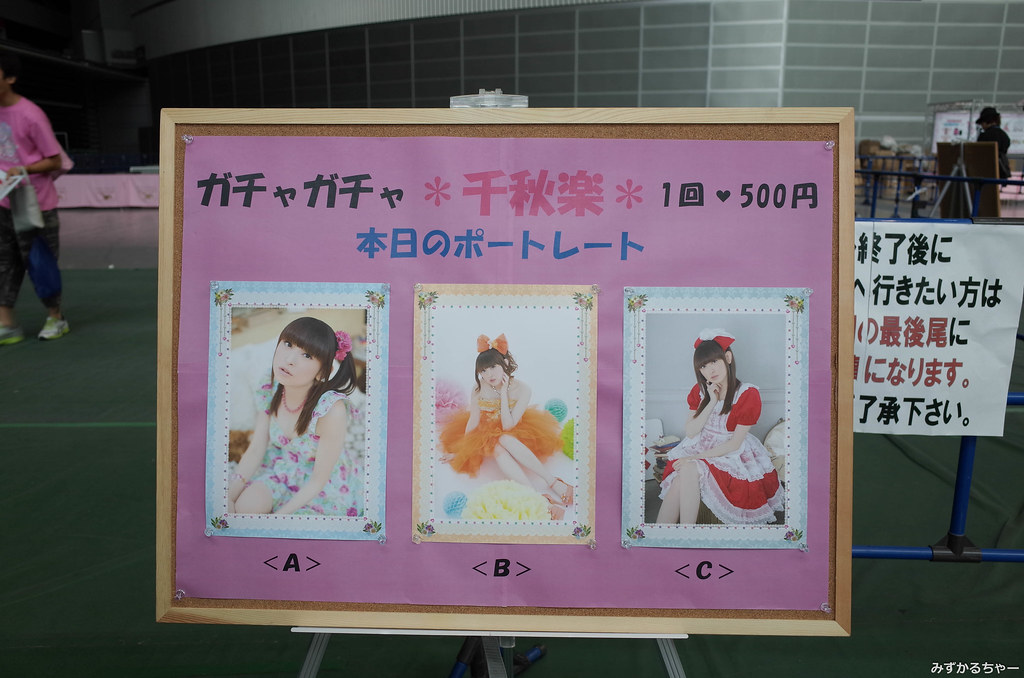 ガチャガチャ＊千秋楽＊1回♥500円
本日のポートレート
<A>
<B>
<C>
終了後に
へ行きたい方は
の最後尾に
になります。
了承下さい。
みずかるちゃー